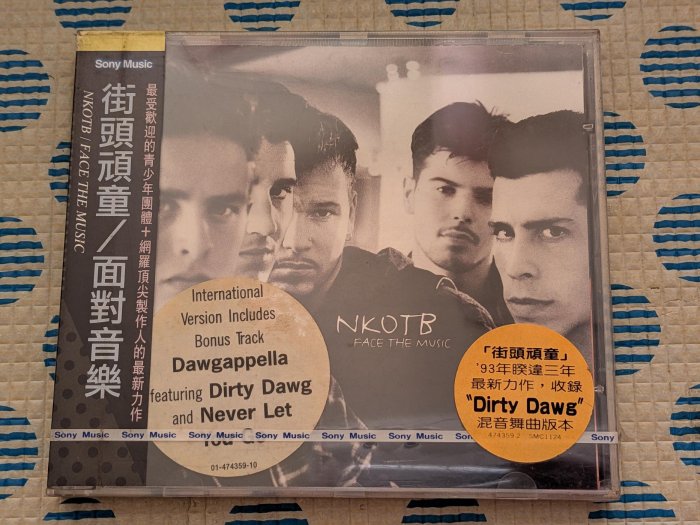 Sony Music
街頭頑童／面對音樂
NKOTB / FACE THE MUSIC
最受歡迎的青少年團體＋網羅頂尖製作人的最新力作
NKOTB
FACE THE MUSIC
International
Version Includes
Bonus Track
Dawgappella
featuring Dirty Dawg
and Never Let
You Go
01-474359-10
「街頭頑童」
'93年睽違三年
最新力作，收錄
"Dirty Dawg"
混音舞曲版本
474359 2 SMC1124
Sony Music Sony Music Sony Music Sony Music Sony Music Sony Music Sony Music Sony